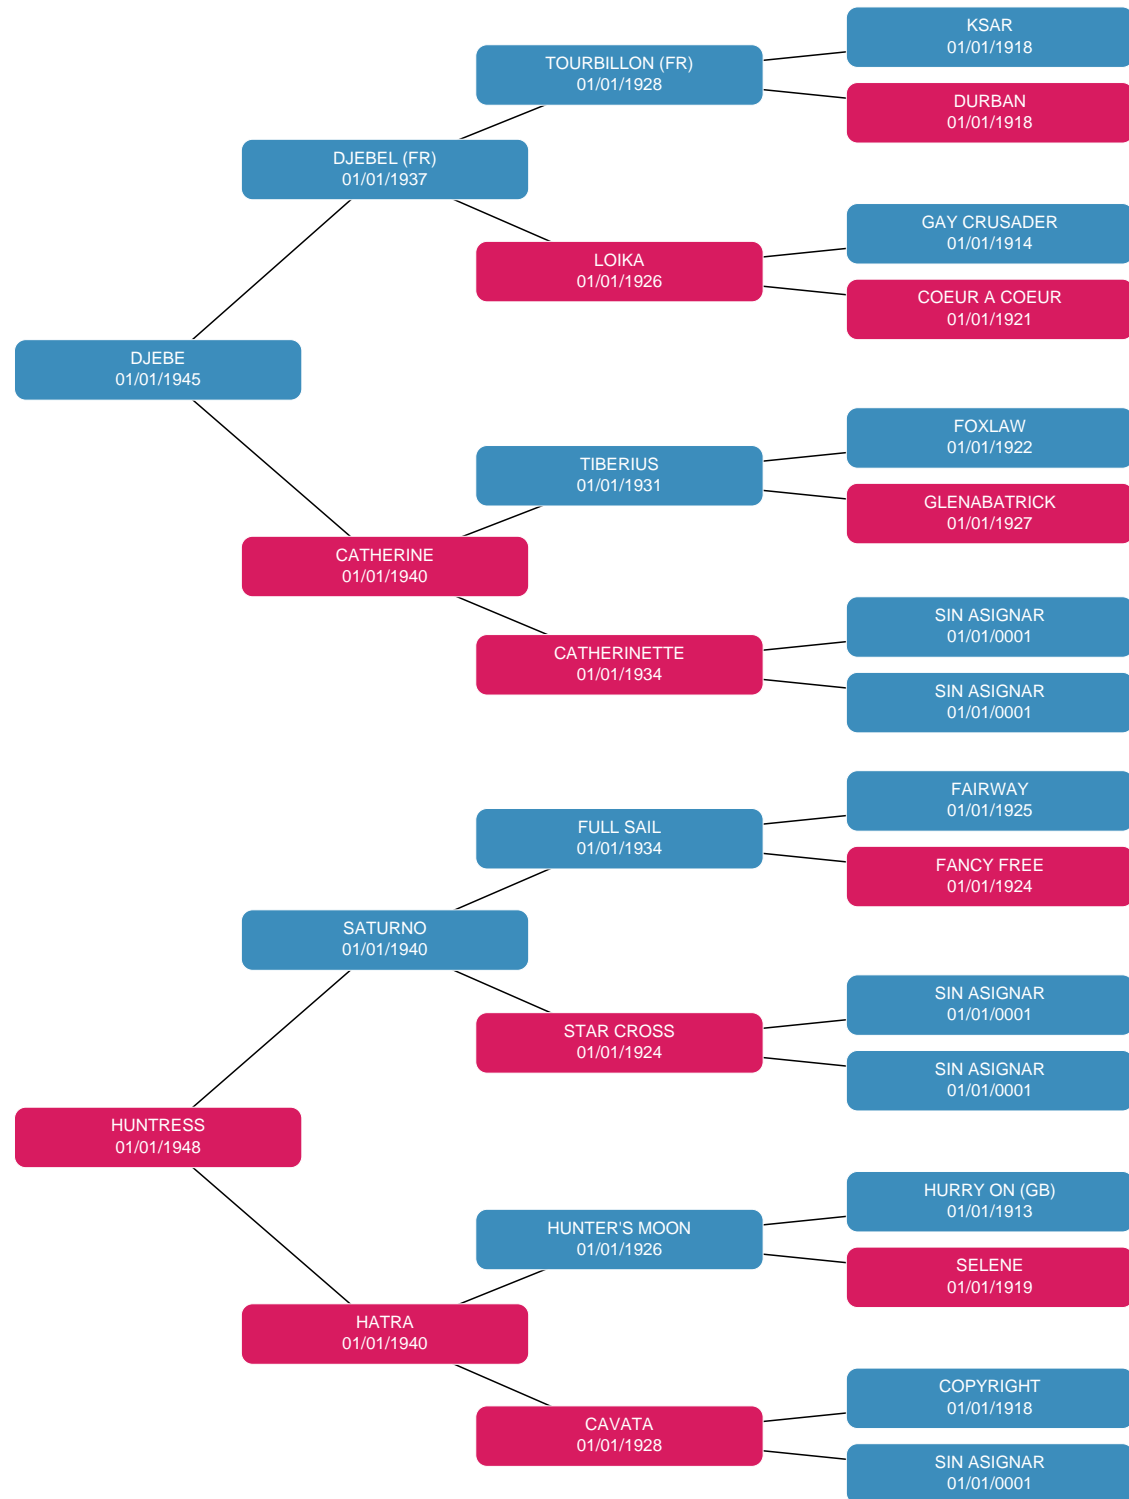 KSAR
01/01/1918
TOURBILLON (FR)
01/01/1928
DURBAN
01/01/1918
DJEBEL (FR)
01/01/1937
GAY CRUSADER
01/01/1914
LOIKA
01/01/1926
COEUR A COEUR
01/01/1921
DJEBE
01/01/1945
FOXLAW
01/01/1922
TIBERIUS
01/01/1931
GLENABATRICK
01/01/1927
CATHERINE
01/01/1940
SIN ASIGNAR
01/01/0001
CATHERINETTE
01/01/1934
SIN ASIGNAR
01/01/0001
FAIRWAY
01/01/1925
FULL SAIL
01/01/1934
FANCY FREE
01/01/1924
SATURNO
01/01/1940
SIN ASIGNAR
01/01/0001
STAR CROSS
01/01/1924
SIN ASIGNAR
01/01/0001
HUNTRESS
01/01/1948
HURRY ON (GB)
01/01/1913
HUNTER'S MOON
01/01/1926
SELENE
01/01/1919
HATRA
01/01/1940
COPYRIGHT
01/01/1918
CAVATA
01/01/1928
SIN ASIGNAR
01/01/0001